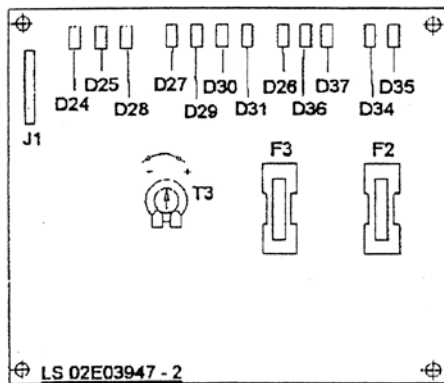 D24
D25
D28
D27
D29
D30
D31
D26
D36
D37
D34
D35
J1
- +
T3
F3
F2
LS 02E03947 - 2